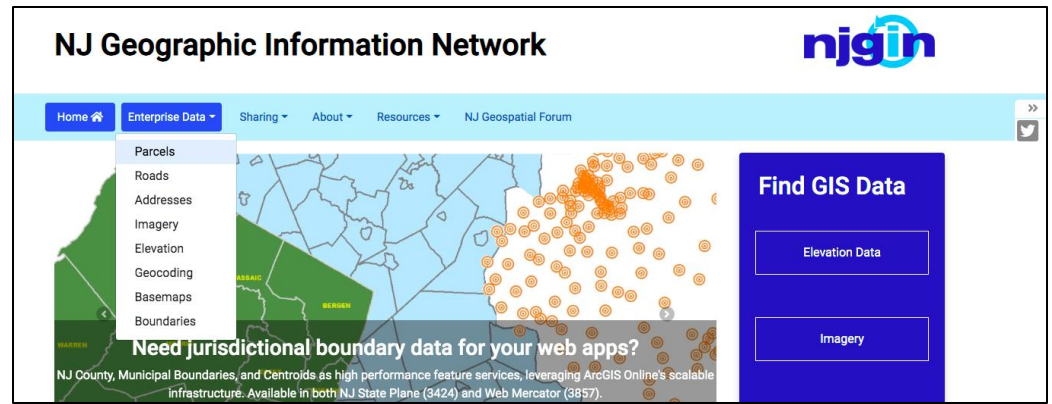 NJ Geographic Information Network
njgin
Home
Enterprise Data
Sharing
About
Resources
NJ Geospatial Forum
Parcels
Roads
Addresses
Imagery
Elevation
Geocoding
Basemaps
Boundaries
ASSAIC
BERGEN
WARREN
Need jurisdictional boundary data for your web apps?
NJ County, Municipal Boundaries, and Centroids as high performance feature services, leveraging ArcGIS Online's scalable
infrastructure. Available in both NJ State Plane (3424) and Web Mercator (3857).
Find GIS Data
Elevation Data
Imagery